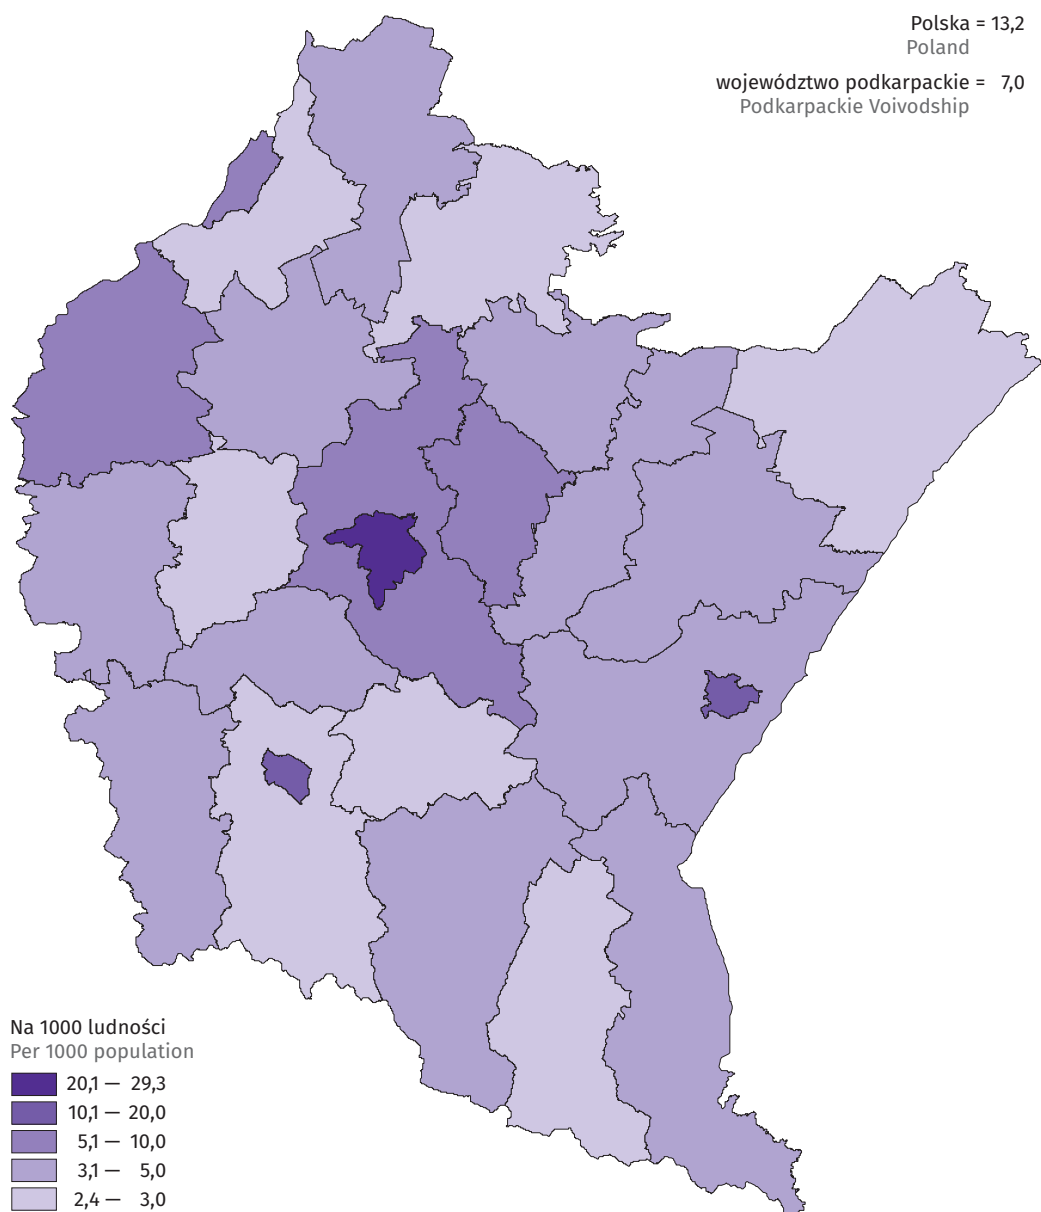 Polska = 13,2
Poland
województwo podkarpackie = 7,0
Podkarpackie Voivodship
Na 1000 ludności
Per 1000 population
20,1 — 29,3
10,1 — 20,0
5,1 — 10,0
3,1 — 5,0
2,4 — 3,0